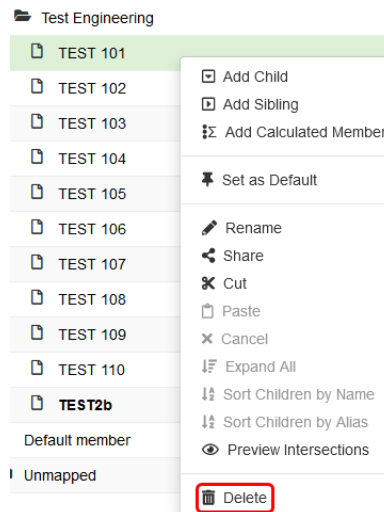 Test Engineering
TEST 101
TEST 102
TEST 103
TEST 104
TEST 105
TEST 106
TEST 107
TEST 108
TEST 109
TEST 110
TEST2b
Default member
Unmapped
Add Child
Add Sibling
Σ Add Calculated Member
Set as Default
Rename
Share
Cut
Paste
Cancel
Expand All
Sort Children by Name
Sort Children by Alias
Preview Intersections
Delete